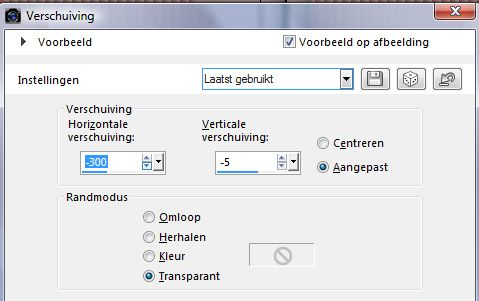 Verschuiving
Voorbeeld
Voorbeeld op afbeelding
Instellingen
Laatst gebruikt
Verschuiving
Horizontale verschuiving:
Verticale verschuiving:
-300
-5
Centreren
Aangepast
Randmodus
Omloop
Herhalen
Kleur
Transparant